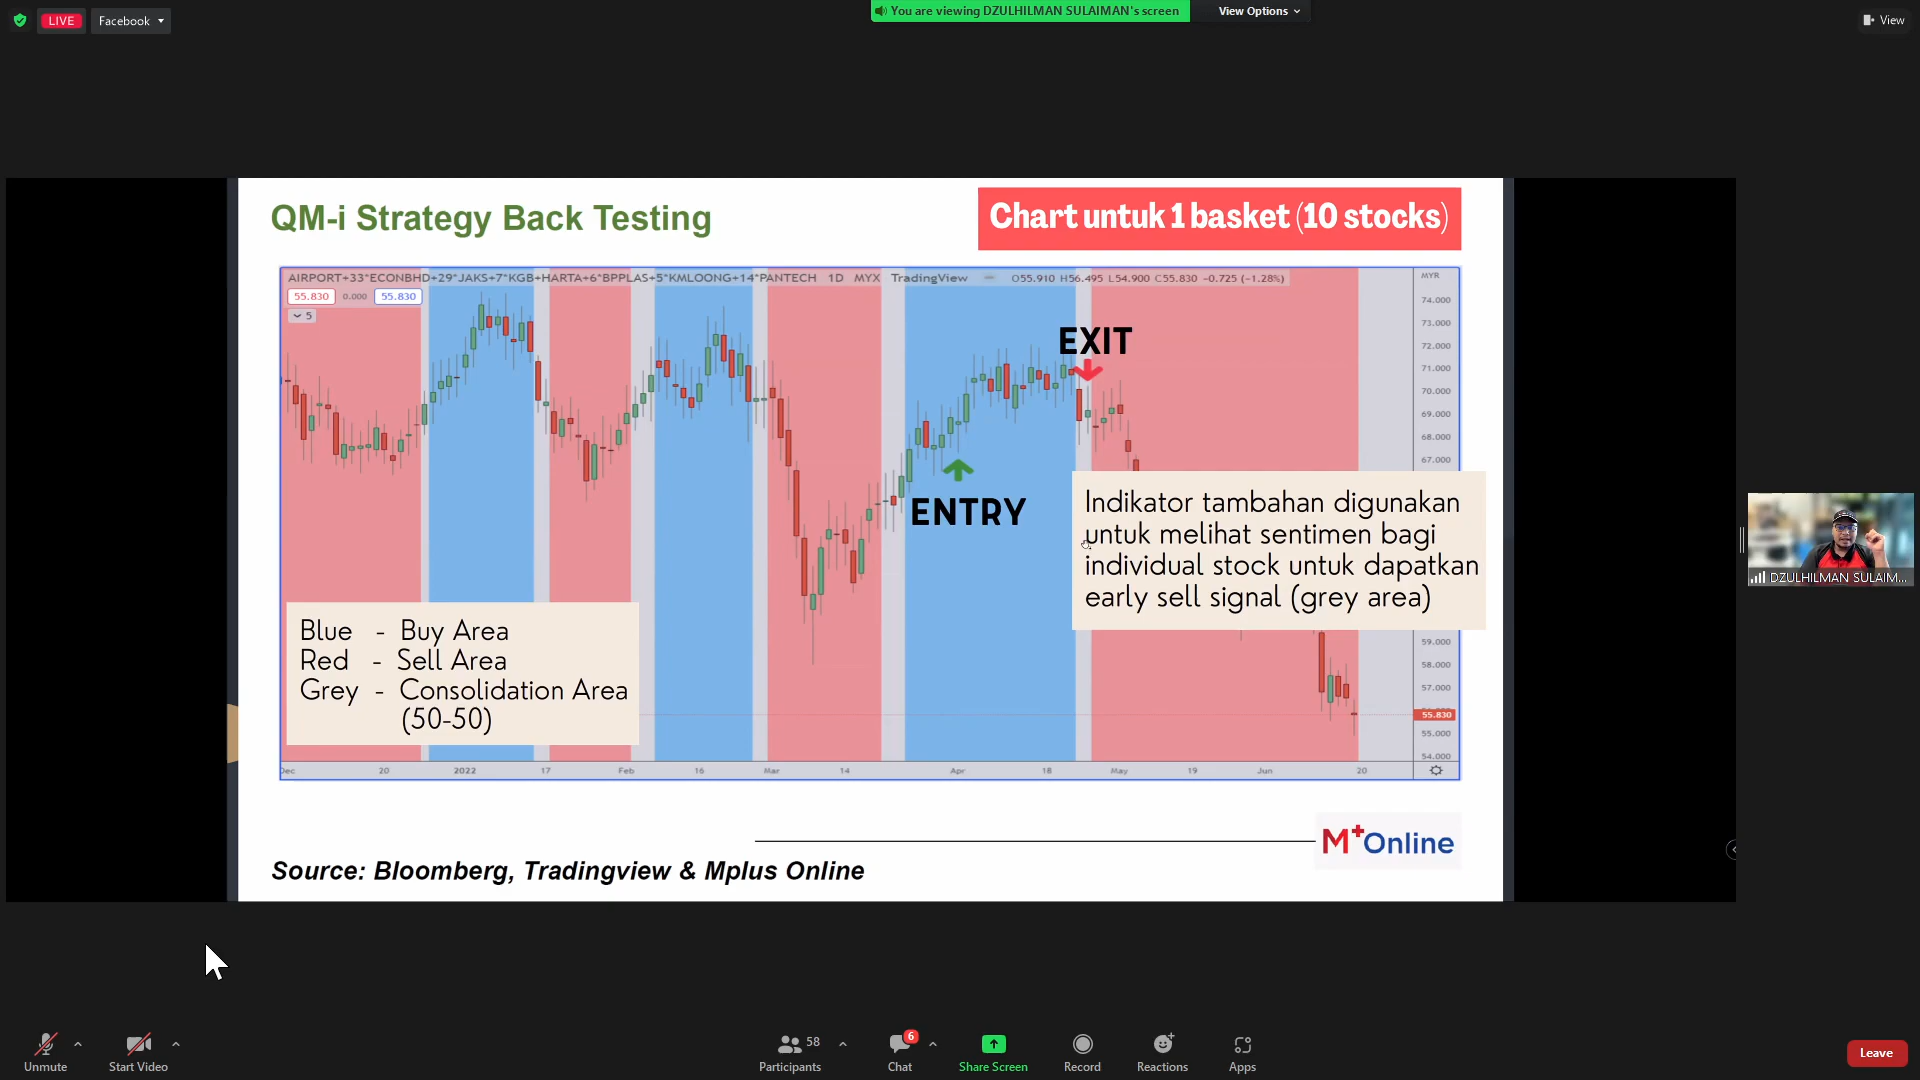 LIVE
Facebook
You are viewing DZULHILMAN SULAIMAN's screen
View Options
View
QM-i Strategy Back Testing
Chart untuk 1 basket (10 stocks)
AIRPORT+33*ECONBHD+29*JAKS+7*KGB+HARTA+6*BPPLAS+5*KMLOONG+14*PANTECH 1D MYX TradingView O55.910 H56.495 L54.900 C55.830 -0.725 (-1.28%)
MYR
55.830 0.000 55.830
5
74.000
73.000
72.000
71.000
70.000
69.000
68.000
67.000
EXIT
ENTRY
Indikator tambahan digunakan
untuk melihat sentimen bagi
individual stock untuk dapatkan
early sell signal (grey area)
Blue - Buy Area
Red - Sell Area
Grey - Consolidation Area
(50-50)
59.000
58.000
57.000
55.830
55.000
54.000
Dec 20 2022 17 Feb 16 Mar 14 Apr 18 May 19 Jun 20
M+Online
Source: Bloomberg, Tradingview & Mplus Online
DZULHILMAN SULAIM...
Unmute
Start Video
58
Participants
6
Chat
Share Screen
Record
Reactions
Apps
Leave